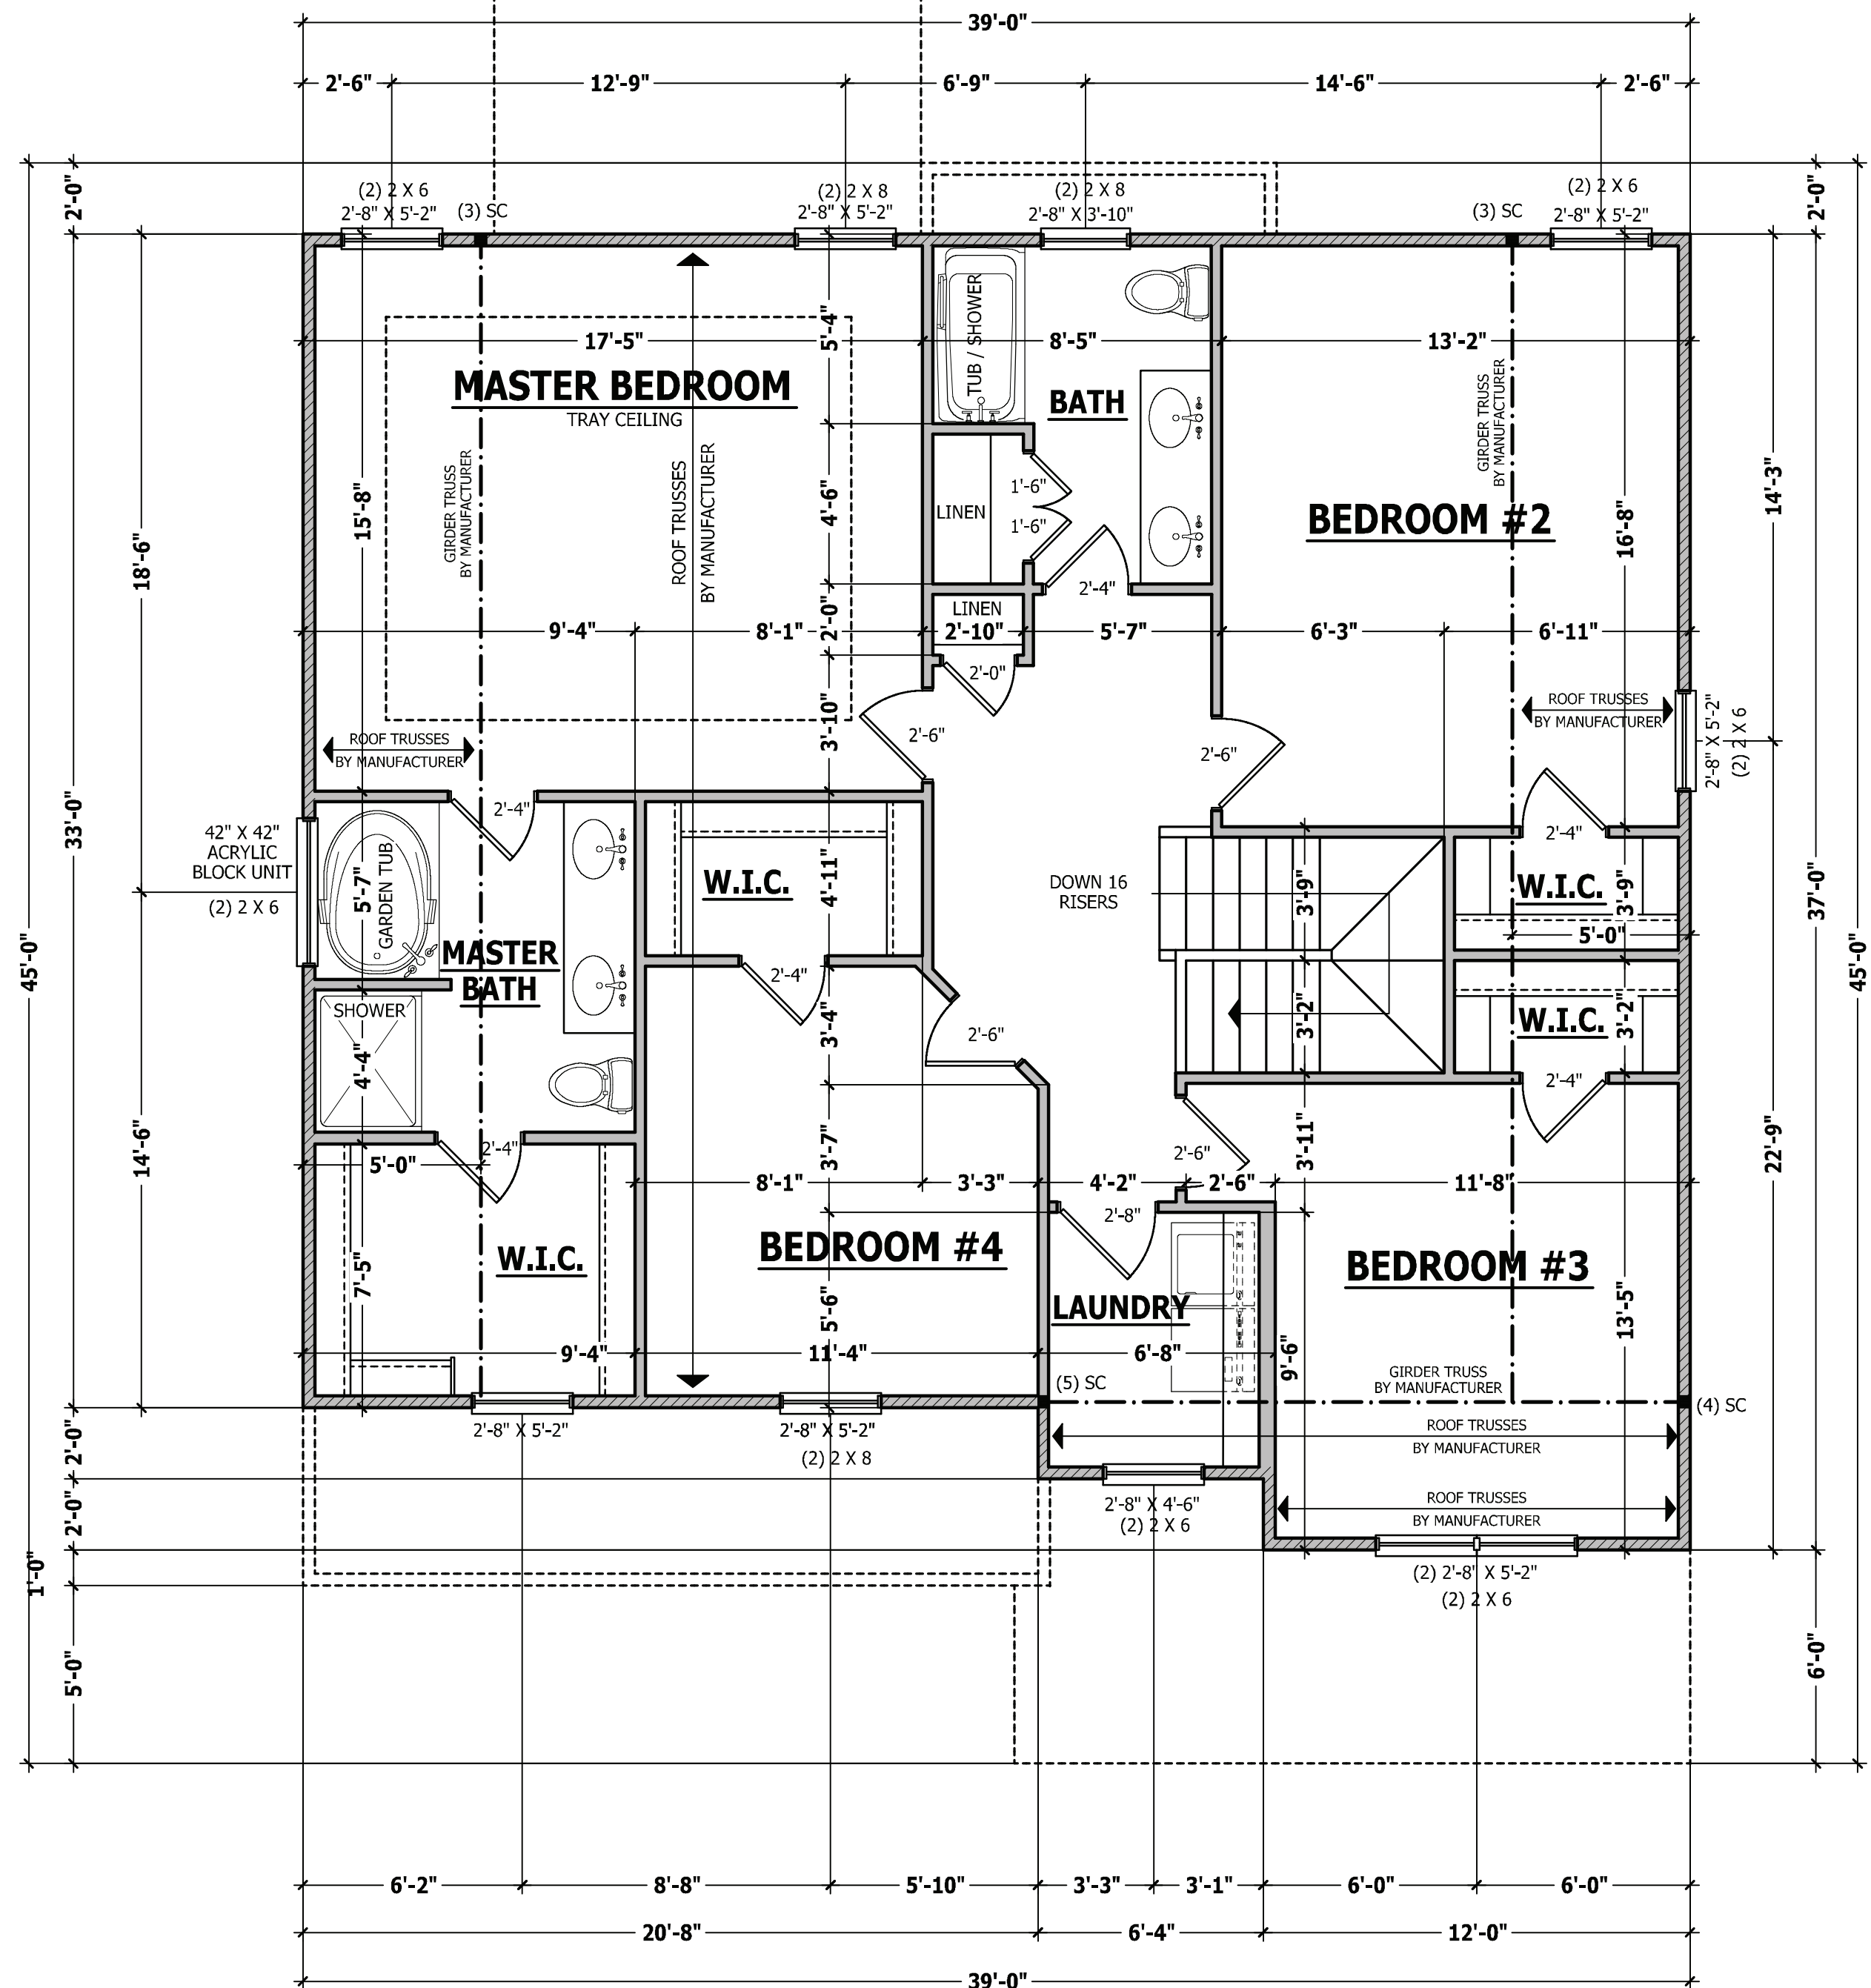 39'-0"
2'-6"
12'-9"
6'-9"
14'-6"
2'-6"
2'-0"
2'-0"
(2) 2 X 6
2'-8" X 5'-2"
(3) SC
(2) 2 X 8
2'-8" X 5'-2"
(2) 2 X 8
2'-8" X 3'-10"
(3) SC
(2) 2 X 6
2'-8" X 5'-2"
17'-5"
5'-4"
TUB / SHOWER
8'-5"
13'-2"
MASTER BEDROOM
TRAY CEILING
BATH
GIRDER TRUSS
BY MANUFACTURER
GIRDER TRUSS
BY MANUFACTURER
ROOF TRUSSES
BY MANUFACTURER
15'-8"
4'-6"
1'-6"
LINEN
1'-6"
BEDROOM #2
16'-8"
14'-3"
18'-6"
2'-4"
LINEN
9'-4"
8'-1"
2'-0"
2'-10"
5'-7"
6'-3"
6'-11"
2'-0"
3'-10"
2'-6"
2'-6"
ROOF TRUSSES
BY MANUFACTURER
ROOF TRUSSES
BY MANUFACTURER
2'-8" X 5'-2"
(2) 2 X 6
2'-4"
2'-4"
33'-0"
42" X 42"
ACRYLIC
BLOCK UNIT
(2) 2 X 6
5'-7"
GARDEN TUB
W.I.C.
4'-11"
DOWN 16
RISERS
3'-9"
W.I.C.
3'-9"
5'-0"
37'-0"
45'-0"
45'-0"
MASTER
BATH
2'-4"
SHOWER
3'-4"
2'-6"
3'-2"
W.I.C.
3'-2"
4'-4"
2'-4"
14'-6"
2'-4"
5'-0"
3'-7"
2'-6"
3'-11"
22'-9"
8'-1"
3'-3"
4'-2"
2'-6"
11'-8"
2'-8"
W.I.C.
7'-5"
BEDROOM #4
5'-6"
LAUNDRY
BEDROOM #3
13'-5"
9'-4"
11'-4"
6'-8"
9'-6"
(5) SC
GIRDER TRUSS
BY MANUFACTURER
(4) SC
2'-8" X 5'-2"
2'-8" X 5'-2"
(2) 2 X 8
ROOF TRUSSES
BY MANUFACTURER
2'-0"
2'-0"
2'-8" X 4'-6"
(2) 2 X 6
ROOF TRUSSES
BY MANUFACTURER
1'-0"
(2) 2'-8" X 5'-2"
(2) 2 X 6
5'-0"
6'-0"
6'-2"
8'-8"
5'-10"
3'-3"
3'-1"
6'-0"
6'-0"
20'-8"
6'-4"
12'-0"
39'-0"